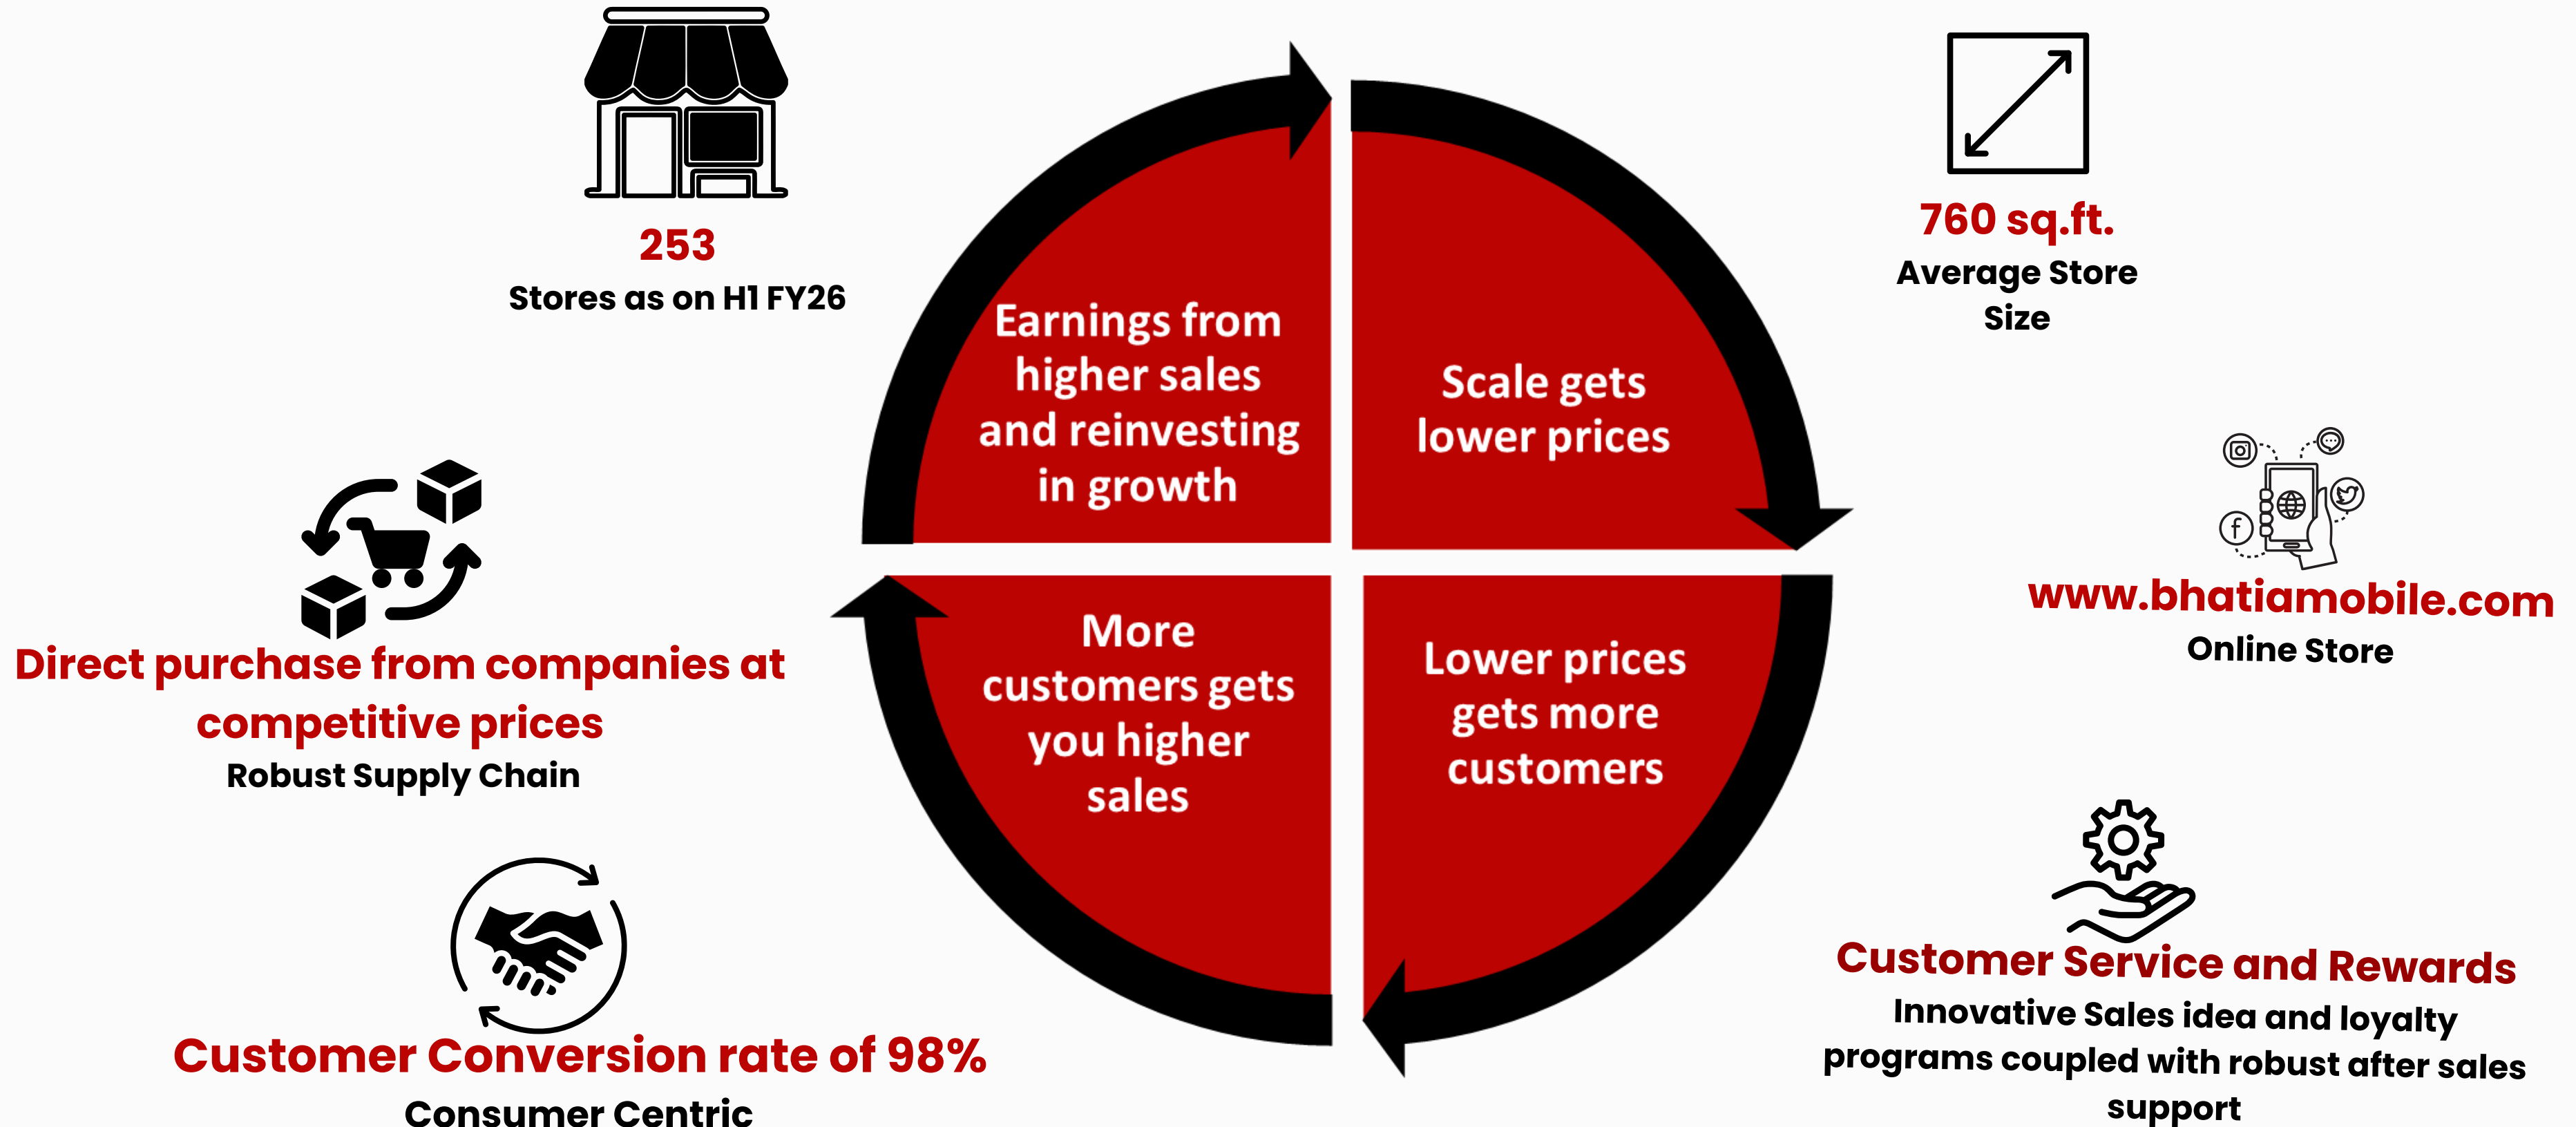 253
Stores as on H1 FY26
760 sq.ft.
Average Store
Size
Earnings from
higher sales
and reinvesting
in growth
Scale gets
lower prices
Lower prices
gets more
customers
More
customers gets
you higher
sales
Direct purchase from companies at
competitive prices
Robust Supply Chain
www.bhatiamobile.com
Online Store
Customer Conversion rate of 98%
Consumer Centric
Customer Service and Rewards
Innovative Sales idea and loyalty
programs coupled with robust after sales
support